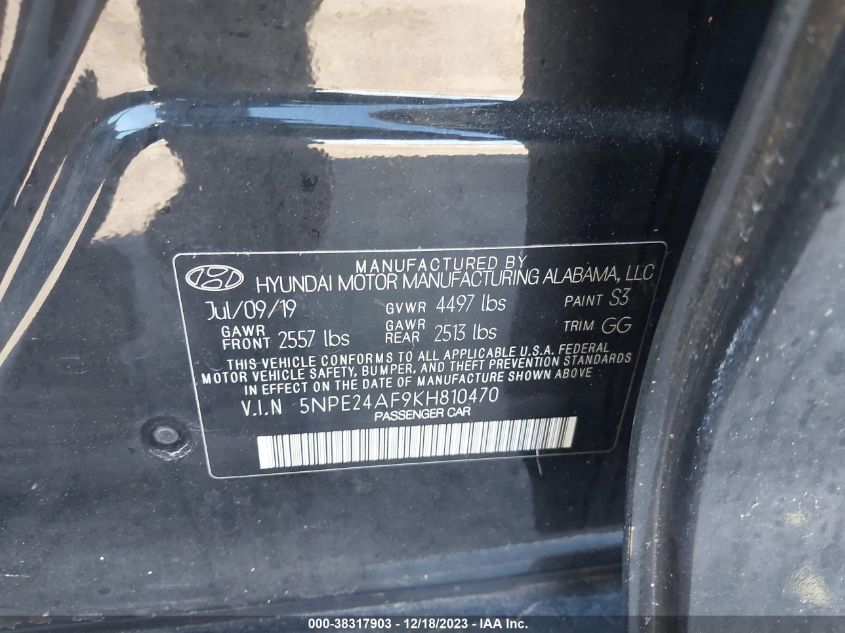 MANUFACTURED BY
HYUNDAI MOTOR MANUFACTURING ALABAMA, LLC
Jul/09/19 GVWR 4497 lbs PAINT S3
GAWR FRONT 2557 lbs GAWR REAR 2513 lbs TRIM GG
THIS VEHICLE CONFORMS TO ALL APPLICABLE U.S.A. FEDERAL
MOTOR VEHICLE SAFETY, BUMPER, AND THEFT PREVENTION STANDARDS
IN EFFECT ON THE DATE OF MANUFACTURE SHOWN ABOVE.
V.I.N 5NPE24AF9KH810470
PASSENGER CAR
000-38317903 - 12/18/2023 - IAA Inc.